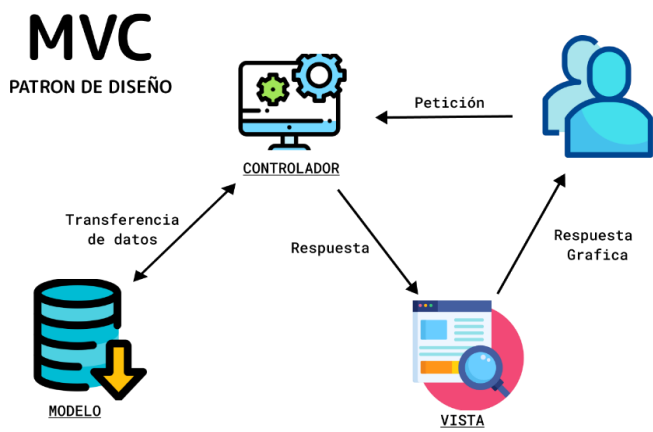 MVC
PATRON DE DISEÑO
Petición
CONTROLADOR
Transferencia
de datos
Respuesta
Respuesta
Grafica
MODELO
VISTA